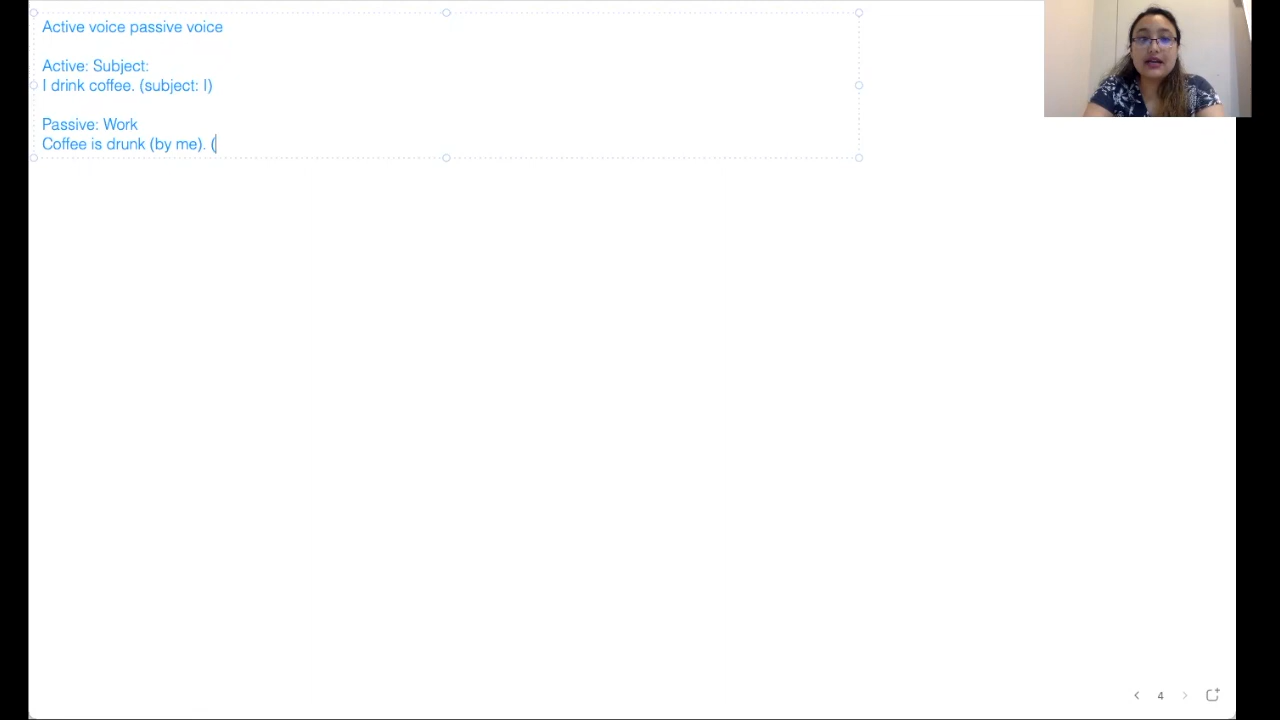 Active voice passive voice
Active: Subject:
I drink coffee. (subject: I)
Passive: Work
Coffee is drunk (by me). (
4